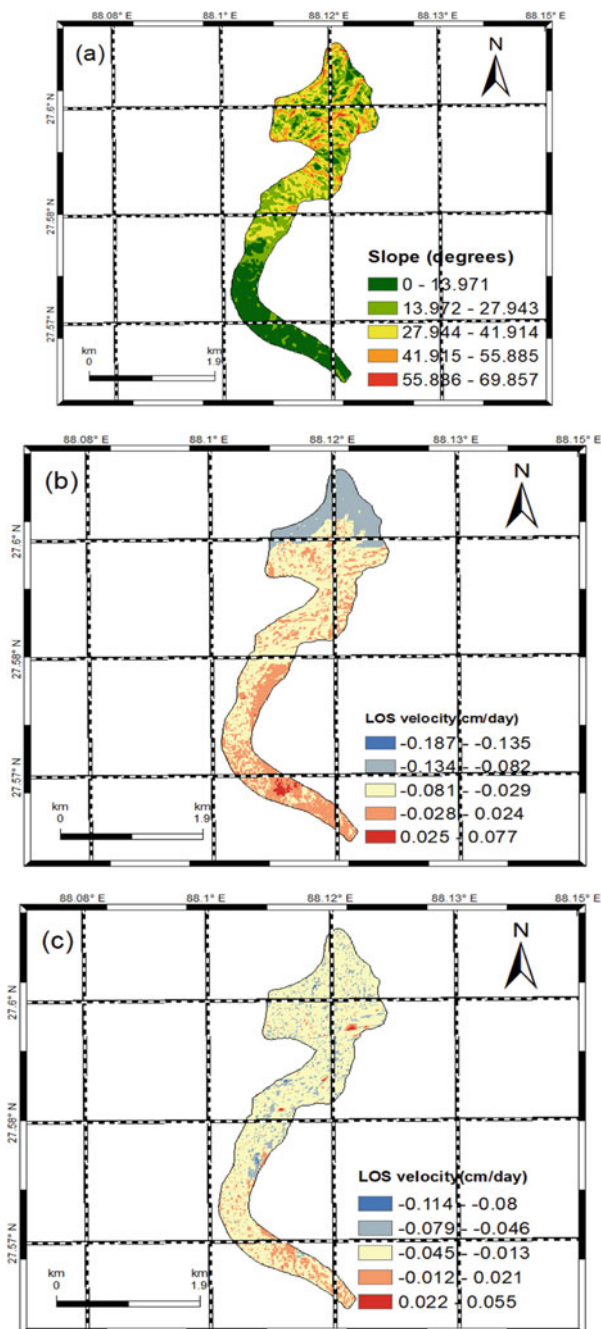 88.08° E 88.1° E 88.12° E 88.13° E 88.15° E
(a)
N
27.6° N
27.58° N
27.57° N
Slope (degrees)
0 - 13.971
13.972 - 27.943
27.944 - 41.914
41.915 - 55.885
55.886 - 69.857
km
0 1.9
88.08° E 88.1° E 88.12° E 88.13° E 88.15° E
(b)
N
27.6° N
27.58° N
27.57° N
LOS velocity(cm/day)
-0.187 - -0.135
-0.134 - -0.082
-0.081 - -0.029
-0.028 - 0.024
0.025 - 0.077
km
0 1.9
88.08° E 88.1° E 88.12° E 88.13° E 88.15° E
(c)
N
27.6° N
27.58° N
27.57° N
LOS velocity(cm/day)
-0.114 - -0.08
-0.079 - -0.046
-0.045 - -0.013
-0.012 - 0.021
0.022 - 0.055
km
0 1.9